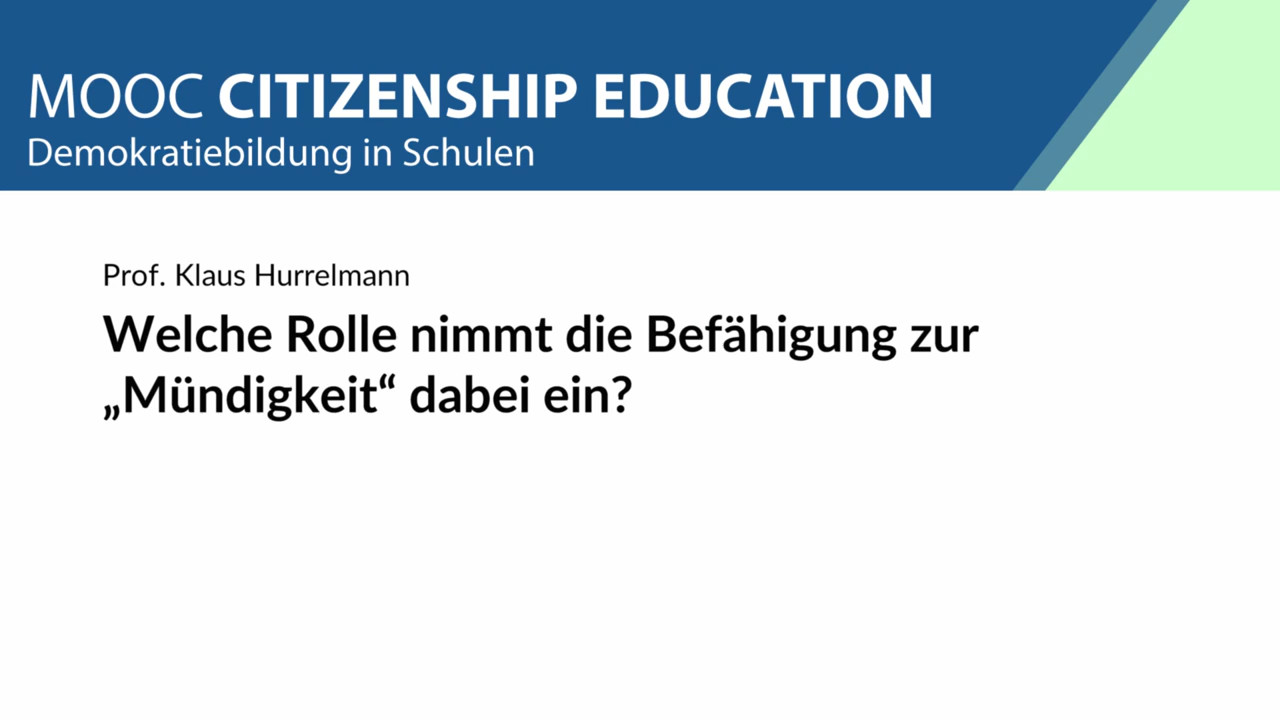 MOOC CITIZENSHIP EDUCATION
Demokratiebildung in Schulen
Prof. Klaus Hurrelmann
Welche Rolle nimmt die Befähigung zur
„Mündigkeit“ dabei ein?